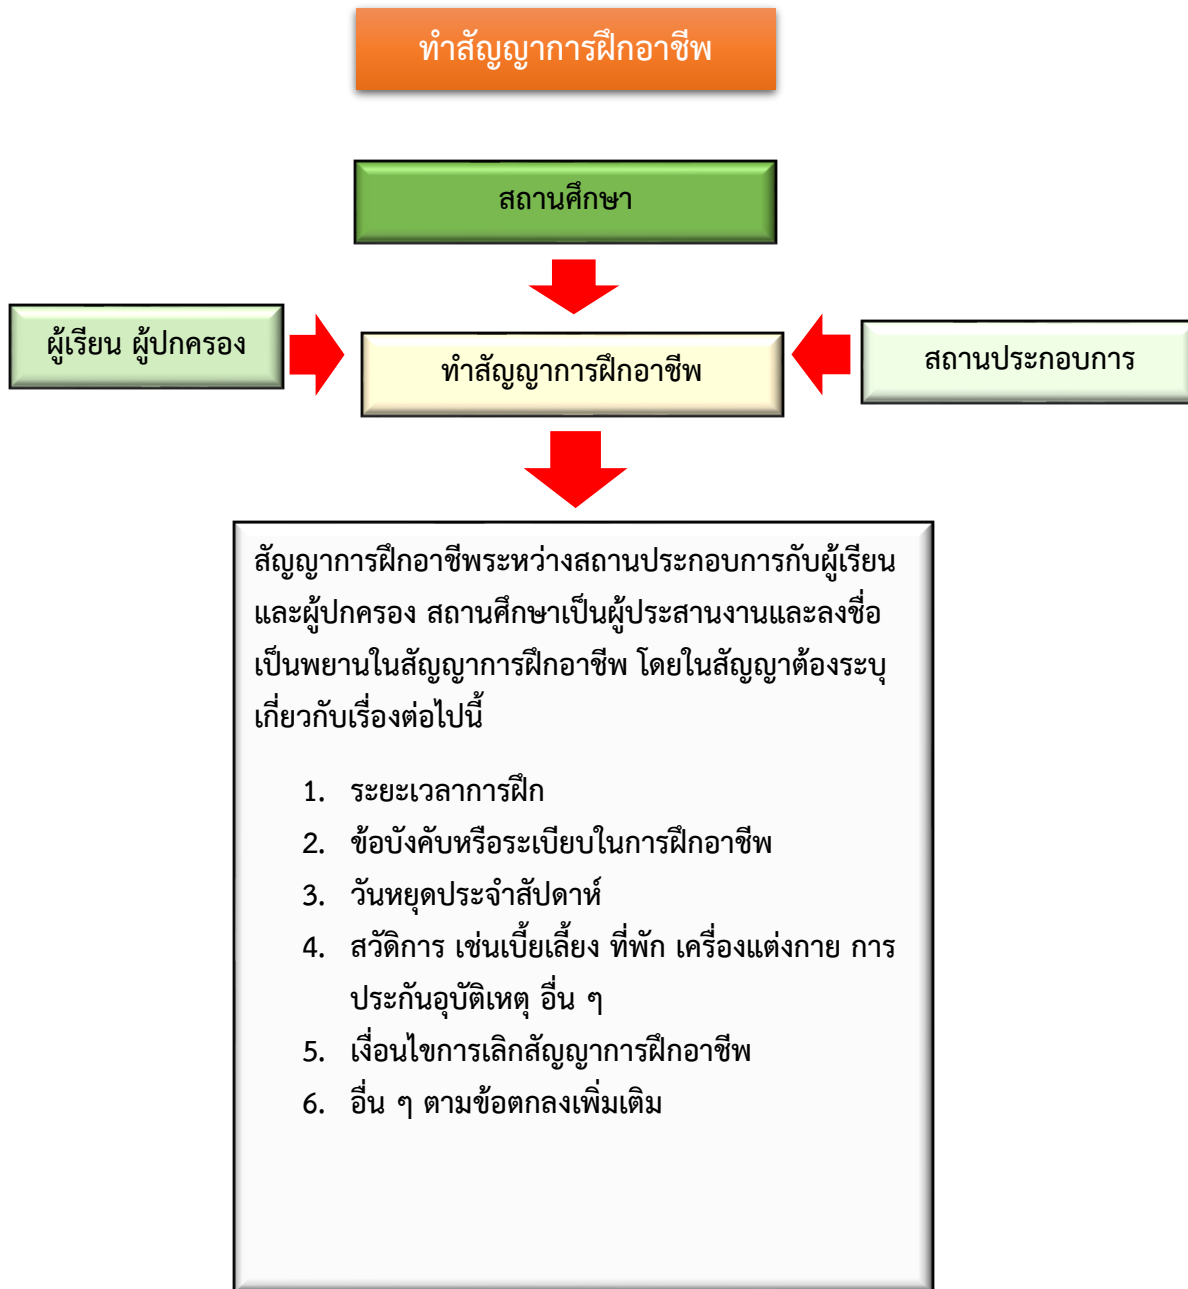 ทำสัญญาการฝึกอาชีพ
สถานศึกษา
ผู้เรียน ผู้ปกครอง
ทำสัญญาการฝึกอาชีพ
สถานประกอบการ
สัญญาการฝึกอาชีพระหว่างสถานประกอบการกับผู้เรียน
และผู้ปกครอง สถานศึกษาเป็นผู้ประสานงานและลงชื่อ
เป็นพยานในสัญญาการฝึกอาชีพ โดยในสัญญาต้องระบุ
เกี่ยวกับเรื่องต่อไปนี้
1. ระยะเวลาการฝึก
2. ข้อบังคับหรือระเบียบในการฝึกอาชีพ
3. วันหยุดประจำสัปดาห์
4. สวัดิการ เช่นเบี้ยเลี้ยง ที่พัก เครื่องแต่งกาย การ
ประกันอุบัติเหตุ อื่น ๆ
5. เงื่อนไขการเลิกสัญญาการฝึกอาชีพ
6. อื่น ๆ ตามข้อตกลงเพิ่มเติม